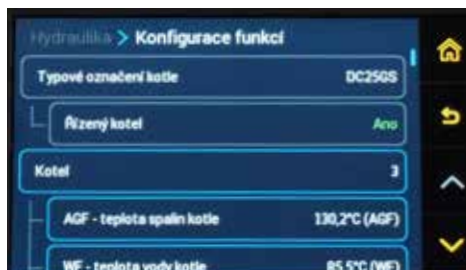 Hydraulika > Konfigurace funkcí
Typové označení kotle DC25GS
Řízený kotel Ano
Kotel 3
AGF - teplota spalin kotle 130,2°C (AGF)
WF - teplota vody kotle 85,5°C (WF)